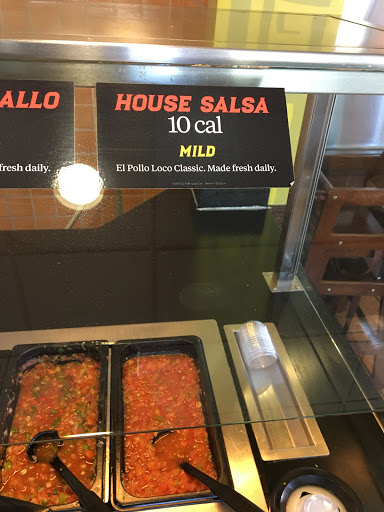 ALLO
fresh daily.
HOUSE SALSA
10 cal
MILD
El Pollo Loco Classic. Made fresh daily.